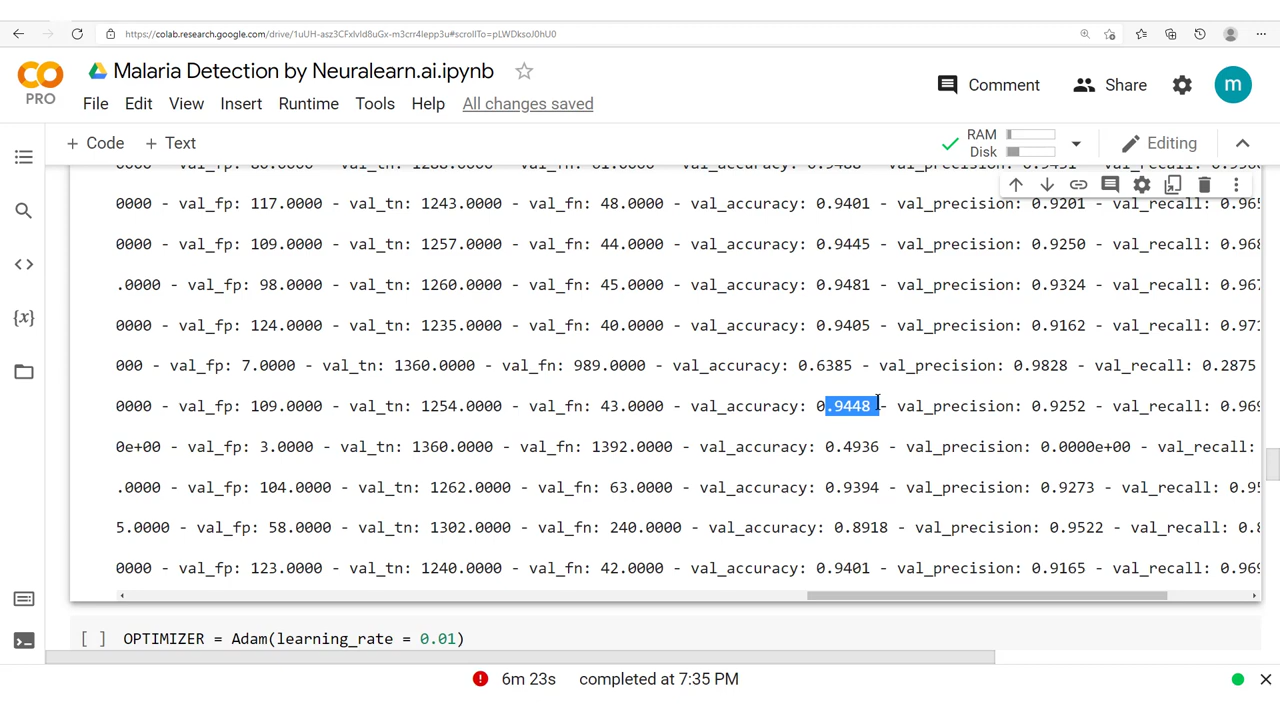 https://colab.research.google.com/drive/1uUH-asz3CFxlvld8uGx-m3crr4lepp3u#scrollTo=pLWDksoJ0hU0
CO
PRO
Malaria Detection by Neuralearn.ai.ipynb
File Edit View Insert Runtime Tools Help All changes saved
Comment Share m
+ Code + Text
RAM
Disk
Editing
0000 - val_fp: 117.0000 - val_tn: 1243.0000 - val_fn: 48.0000 - val_accuracy: 0.9401 - val_precision: 0.9201 - val_recall: 0.965
0000 - val_fp: 109.0000 - val_tn: 1257.0000 - val_fn: 44.0000 - val_accuracy: 0.9445 - val_precision: 0.9250 - val_recall: 0.968
.0000 - val_fp: 98.0000 - val_tn: 1260.0000 - val_fn: 45.0000 - val_accuracy: 0.9481 - val_precision: 0.9324 - val_recall: 0.967
0000 - val_fp: 124.0000 - val_tn: 1235.0000 - val_fn: 40.0000 - val_accuracy: 0.9405 - val_precision: 0.9162 - val_recall: 0.971
000 - val_fp: 7.0000 - val_tn: 1360.0000 - val_fn: 989.0000 - val_accuracy: 0.6385 - val_precision: 0.9828 - val_recall: 0.2875
0000 - val_fp: 109.0000 - val_tn: 1254.0000 - val_fn: 43.0000 - val_accuracy: 0.9448 - val_precision: 0.9252 - val_recall: 0.969
0e+00 - val_fp: 3.0000 - val_tn: 1360.0000 - val_fn: 1392.0000 - val_accuracy: 0.4936 - val_precision: 0.0000e+00 - val_recall:
.0000 - val_fp: 104.0000 - val_tn: 1262.0000 - val_fn: 63.0000 - val_accuracy: 0.9394 - val_precision: 0.9273 - val_recall: 0.95
5.0000 - val_fp: 58.0000 - val_tn: 1302.0000 - val_fn: 240.0000 - val_accuracy: 0.8918 - val_precision: 0.9522 - val_recall: 0.8
0000 - val_fp: 123.0000 - val_tn: 1240.0000 - val_fn: 42.0000 - val_accuracy: 0.9401 - val_precision: 0.9165 - val_recall: 0.969
[ ] OPTIMIZER = Adam(learning_rate = 0.01)
6m 23s completed at 7:35 PM